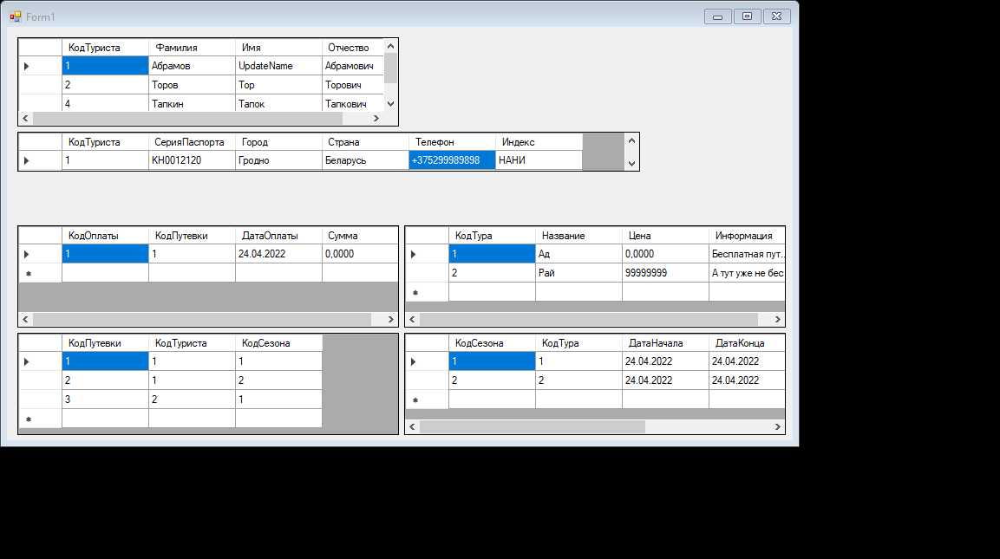 Form1
КодТуриста Фамилия Имя Отчество
1 Абрамов UpdateName Абрамович
2 Торов Тор Торович
4 Тапкин Тапок Тапкович
КодТуриста СерияПаспорта Город Страна Телефон Индекс
1 КН0012120 Гродно Беларусь +375299989898 НАНИ
КодОплаты КодПутевки ДатаОплаты Сумма
1 1 24.04.2022 0,0000
КодТура Название Цена Информация
1 Ад 0,0000 Бесплатная пут...
2 Рай 99999999 А тут уже не бес
КодПутевки КодТуриста КодСезона
1 1 1
2 1 2
3 2 1
КодСезона КодТура ДатаНачала ДатаКонца
1 1 24.04.2022 24.04.2022
2 2 24.04.2022 24.04.2022